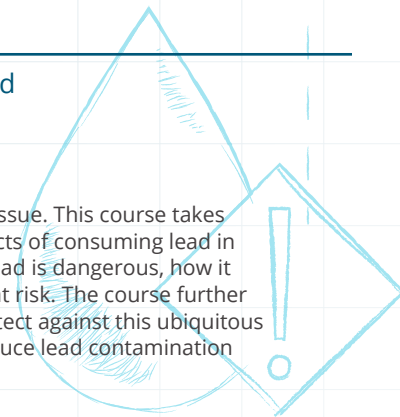 d
ssue. This course takes
cts of consuming lead in
ad is dangerous, how it
t risk. The course further
tect against this ubiquitous
uce lead contamination